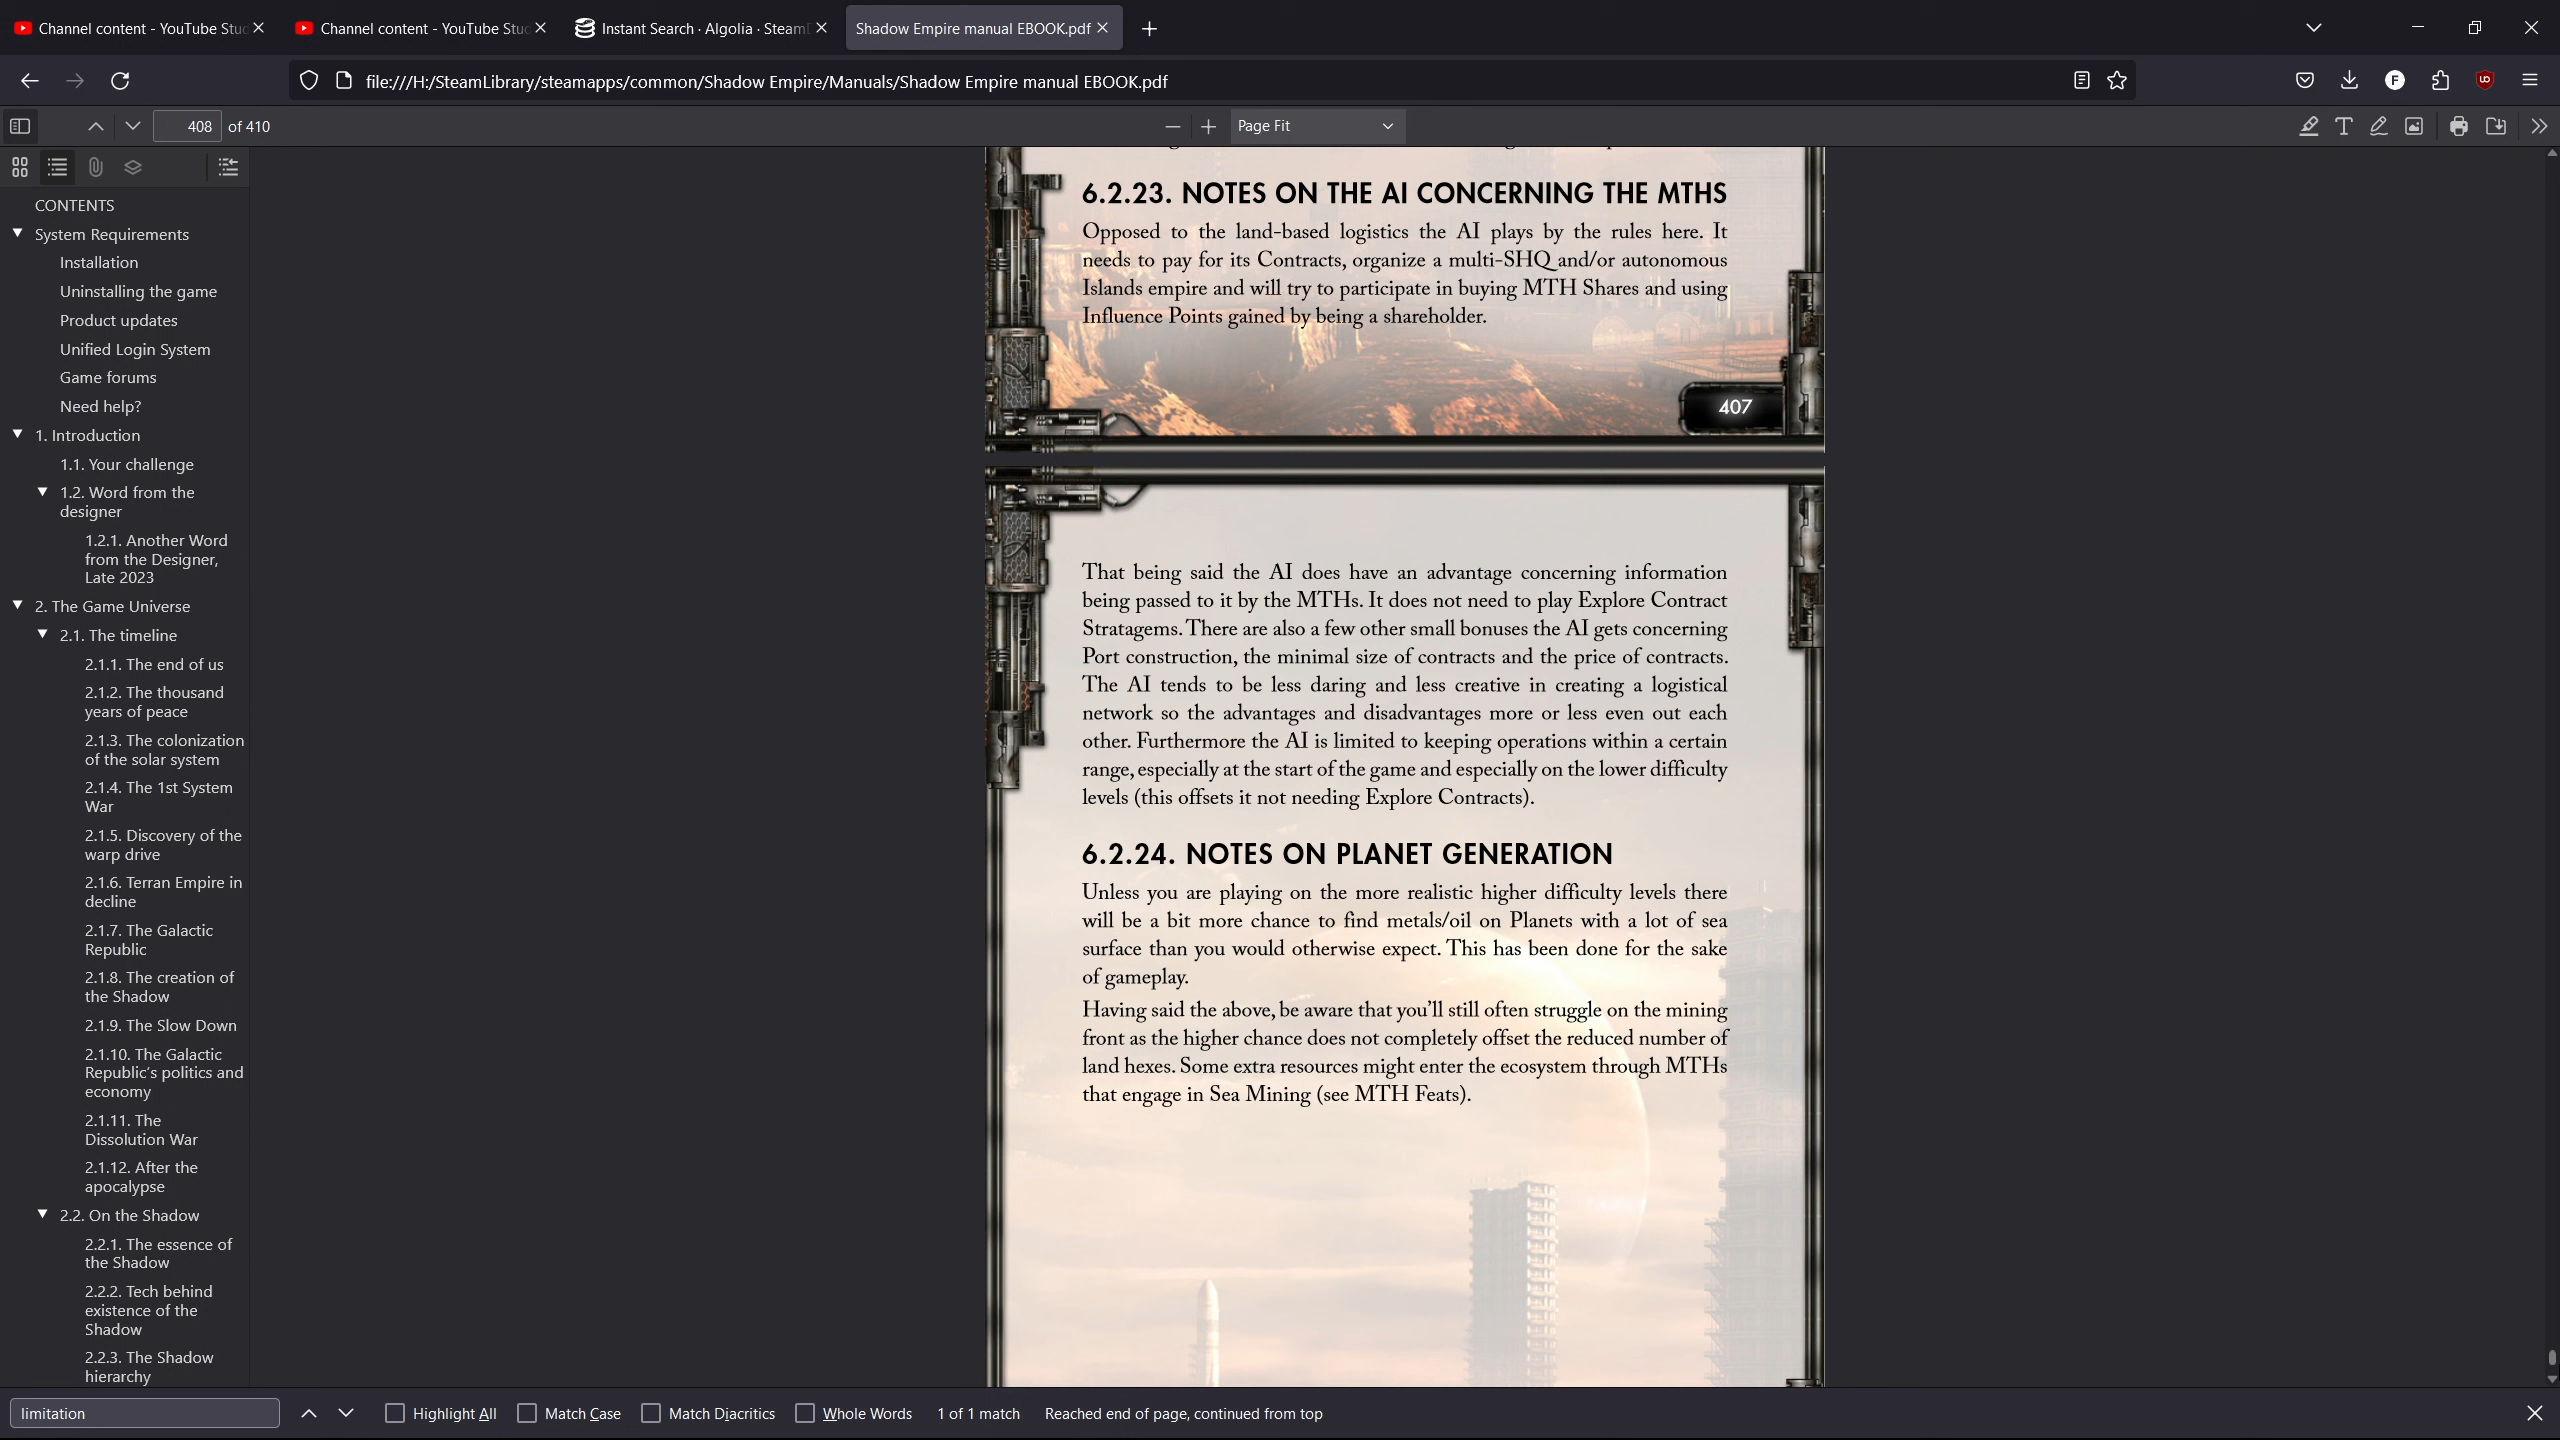 Channel content - YouTube Stud
Channel content - YouTube Stud
Instant Search · Algolia · SteamD
Shadow Empire manual EBOOK.pdf
file:///H:/SteamLibrary/steamapps/common/Shadow Empire/Manuals/Shadow Empire manual EBOOK.pdf
408 of 410
Page Fit
CONTENTS
System Requirements
Installation
Uninstalling the game
Product updates
Unified Login System
Game forums
Need help?
1. Introduction
1.1. Your challenge
1.2. Word from the
designer
1.2.1. Another Word
from the Designer,
Late 2023
2. The Game Universe
2.1. The timeline
2.1.1. The end of us
2.1.2. The thousand
years of peace
2.1.3. The colonization
of the solar system
2.1.4. The 1st System
War
2.1.5. Discovery of the
warp drive
2.1.6. Terran Empire in
decline
2.1.7. The Galactic
Republic
2.1.8. The creation of
the Shadow
2.1.9. The Slow Down
2.1.10. The Galactic
Republic's politics and
economy
2.1.11. The
Dissolution War
2.1.12. After the
apocalypse
2.2. On the Shadow
2.2.1. The essence of
the Shadow
2.2.2. Tech behind
existence of the
Shadow
2.2.3. The Shadow
hierarchy
6.2.23. NOTES ON THE AI CONCERNING THE MTHS
Opposed to the land-based logistics the AI plays by the rules here. It
needs to pay for its Contracts, organize a multi-SHQ and/or autonomous
Islands empire and will try to participate in buying MTH Shares and using
Influence Points gained by being a shareholder.
407
That being said the AI does have an advantage concerning information
being passed to it by the MTHs. It does not need to play Explore Contract
Stratagems. There are also a few other small bonuses the AI gets concerning
Port construction, the minimal size of contracts and the price of contracts.
The AI tends to be less daring and less creative in creating a logistical
network so the advantages and disadvantages more or less even out each
other. Furthermore the AI is limited to keeping operations within a certain
range, especially at the start of the game and especially on the lower difficulty
levels (this offsets it not needing Explore Contracts).
6.2.24. NOTES ON PLANET GENERATION
Unless you are playing on the more realistic higher difficulty levels there
will be a bit more chance to find metals/oil on Planets with a lot of sea
surface than you would otherwise expect. This has been done for the sake
of gameplay.
Having said the above, be aware that you'll still often struggle on the mining
front as the higher chance does not completely offset the reduced number of
land hexes. Some extra resources might enter the ecosystem through MTHs
that engage in Sea Mining (see MTH Feats).
limitation
Highlight All
Match Case
Match Diacritics
Whole Words
1 of 1 match
Reached end of page, continued from top